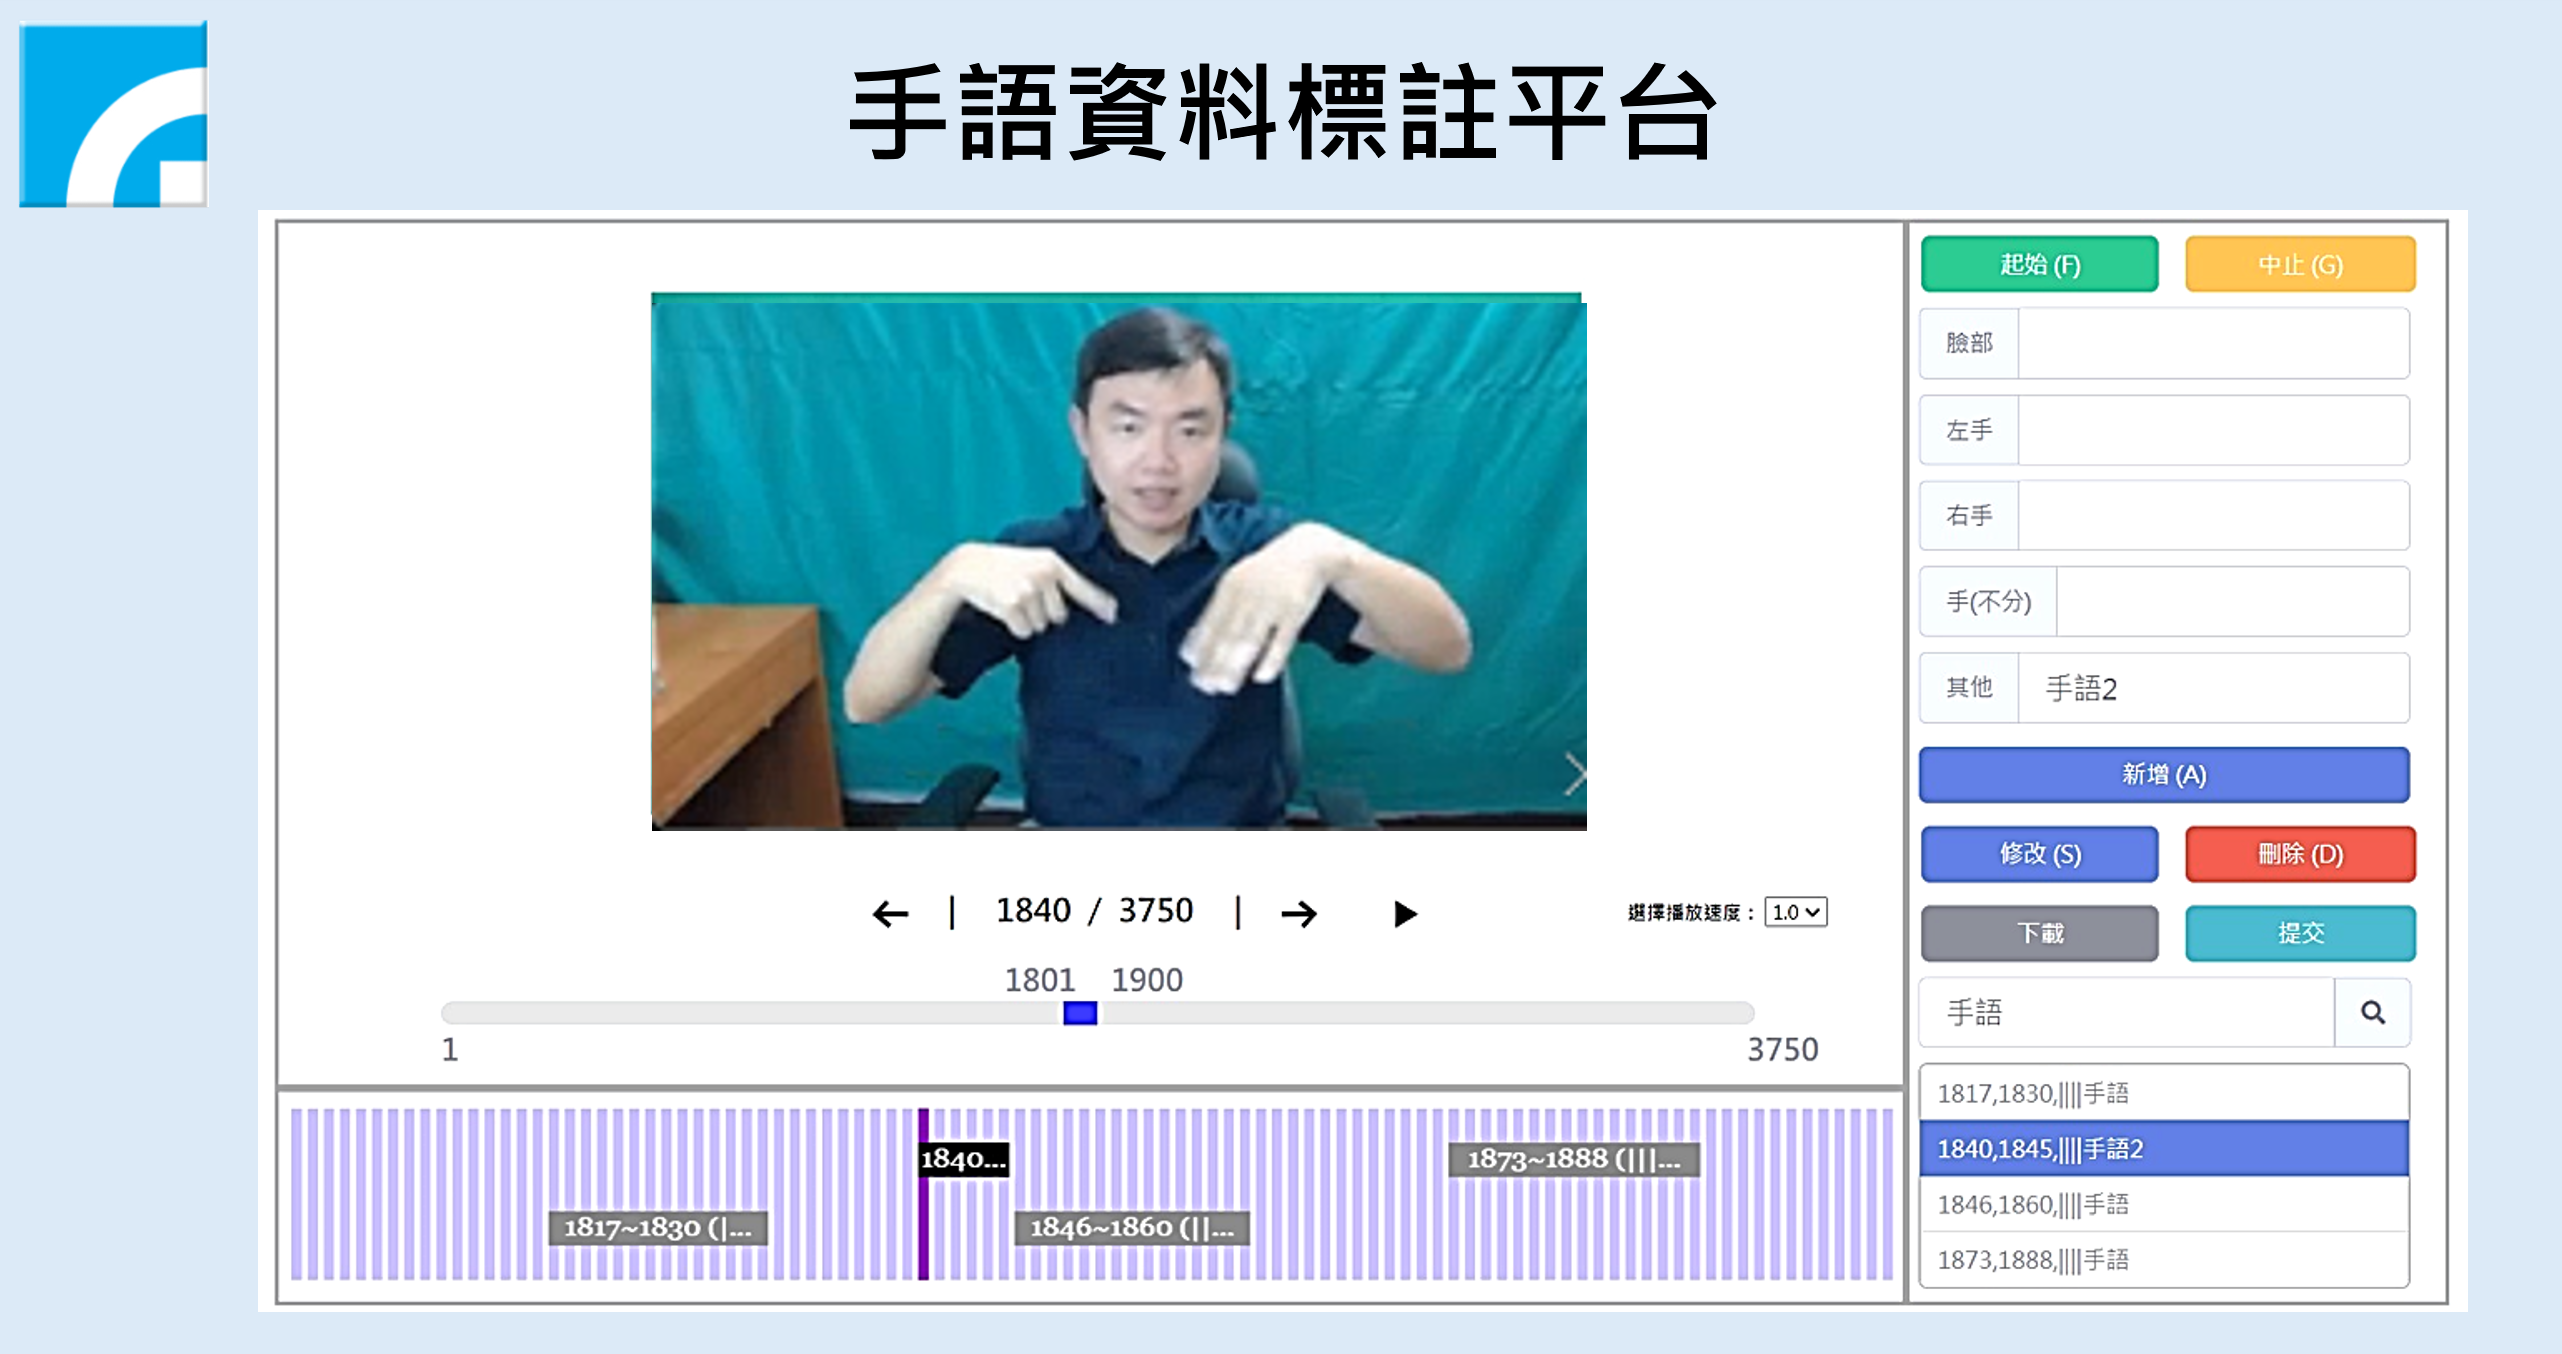 手語資料標註平台
1840 / 3750
選擇播放速度：
1.0
1801 1900
1 3750
1840...
1873~1888 (|||...
1817~1830 (|...
1846~1860 (||...
起始 (F) 中止 (G)
臉部
左手
右手
手(不分)
其他 手語2
新增 (A)
修改 (S) 刪除 (D)
下載 提交
手語
1817,1830,||||手語
1840,1845,||||手語2
1846,1860,||||手語
1873,1888,||||手語